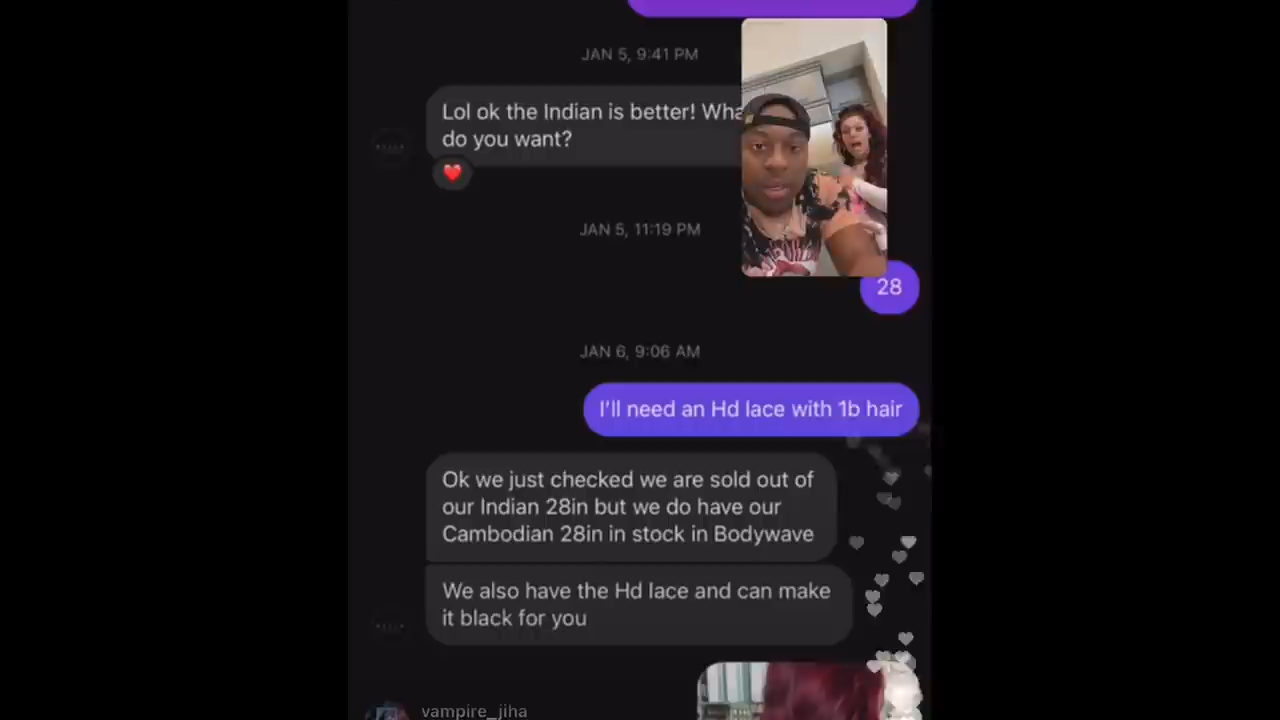 JAN 5, 9:41 PM
Lol ok the Indian is better!
do you want?
JAN 5, 11:19 PM
28
JAN 6, 9:06 AM
I'll need an Hd lace with 1b hair
Ok we just checked we are sold out of
our Indian 28in but we do have our
Cambodian 28in in stock in Bodywave
We also have the Hd lace and can make
it black for you
vampire_jiha